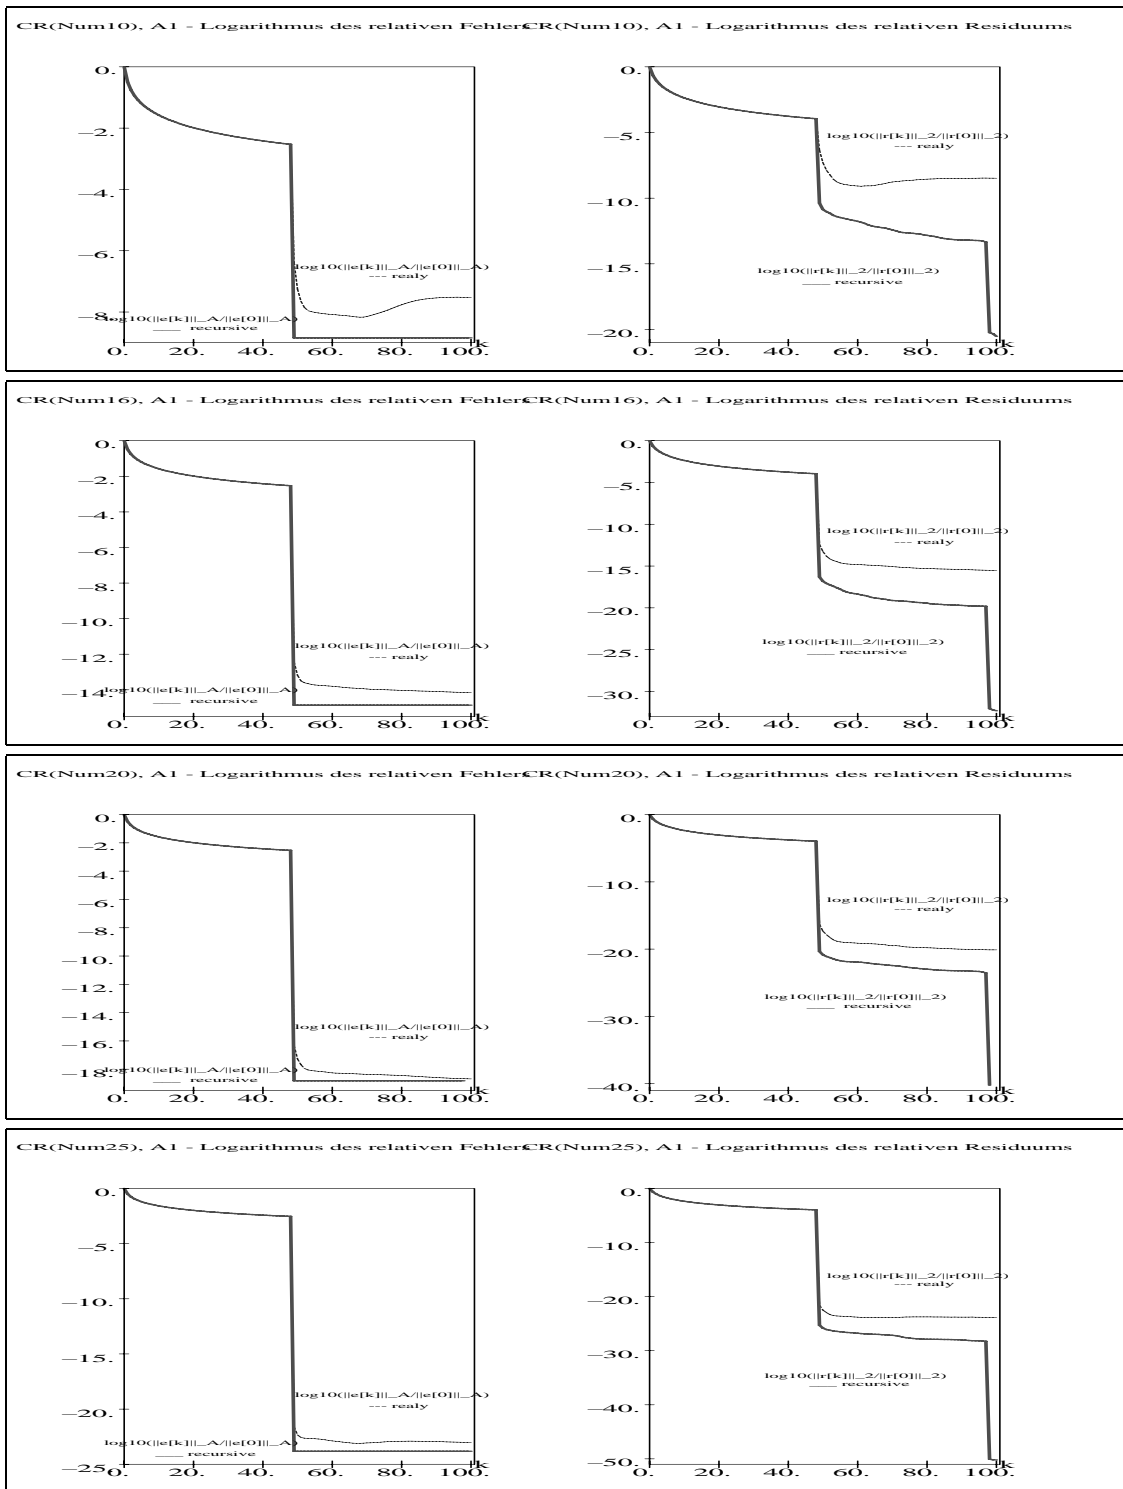 CR(Num10), A1 - Logarithmus des relativen Fehlers CR(Num10), A1 - Logarithmus des relativen Residuums
0.
−2.
−4.
−6.
−8.
log10(||e[k]||_A/||e[0]||_A)
--- realy
log10(||e[k]||_A/||e[0]||_A)
___ recursive
0. 20. 40. 60. 80. 100. k
0.
−5.
−10.
−15.
−20.
log10(||r[k]||_2/||r[0]||_2)
--- realy
log10(||r[k]||_2/||r[0]||_2)
___ recursive
0. 20. 40. 60. 80. 100. k
CR(Num16), A1 - Logarithmus des relativen Fehlers CR(Num16), A1 - Logarithmus des relativen Residuums
0.
−2.
−4.
−6.
−8.
−10.
−12.
−14.
log10(||e[k]||_A/||e[0]||_A)
--- realy
log10(||e[k]||_A/||e[0]||_A)
___ recursive
0. 20. 40. 60. 80. 100. k
0.
−5.
−10.
−15.
−20.
−25.
−30.
log10(||r[k]||_2/||r[0]||_2)
--- realy
log10(||r[k]||_2/||r[0]||_2)
___ recursive
0. 20. 40. 60. 80. 100. k
CR(Num20), A1 - Logarithmus des relativen Fehlers CR(Num20), A1 - Logarithmus des relativen Residuums
0.
−2.
−4.
−6.
−8.
−10.
−12.
−14.
−16.
−18.
log10(||e[k]||_A/||e[0]||_A)
--- realy
log10(||e[k]||_A/||e[0]||_A)
___ recursive
0. 20. 40. 60. 80. 100. k
0.
−10.
−20.
−30.
−40.
log10(||r[k]||_2/||r[0]||_2)
--- realy
log10(||r[k]||_2/||r[0]||_2)
___ recursive
0. 20. 40. 60. 80. 100. k
CR(Num25), A1 - Logarithmus des relativen Fehlers CR(Num25), A1 - Logarithmus des relativen Residuums
0.
−5.
−10.
−15.
−20.
−25.
log10(||e[k]||_A/||e[0]||_A)
--- realy
log10(||e[k]||_A/||e[0]||_A)
___ recursive
0. 20. 40. 60. 80. 100. k
0.
−10.
−20.
−30.
−40.
−50.
log10(||r[k]||_2/||r[0]||_2)
--- realy
log10(||r[k]||_2/||r[0]||_2)
___ recursive
0. 20. 40. 60. 80. 100. k